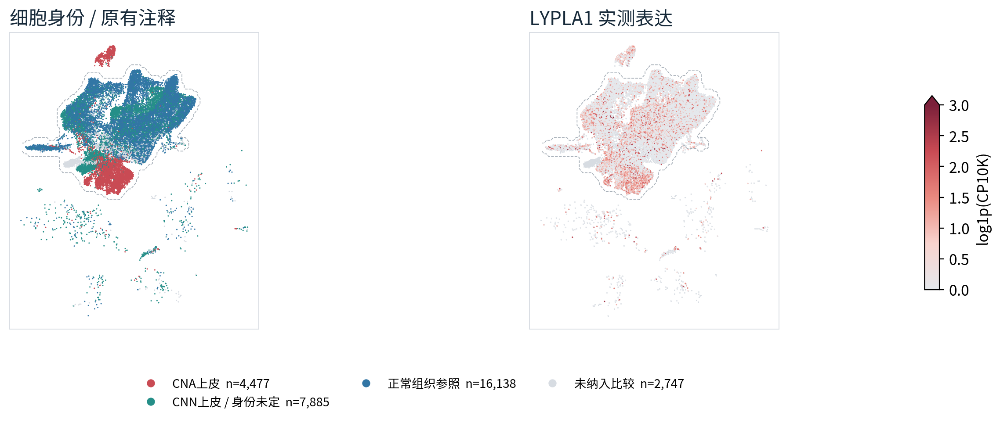 细胞身份 / 原有注释
LYPLA1 实测表达
3.0
2.5
2.0
1.5
1.0
0.5
0.0
log1p(CP10K)
CNA上皮 n=4,477
正常组织参照 n=16,138
未纳入比较 n=2,747
CNN上皮 / 身份未定 n=7,885